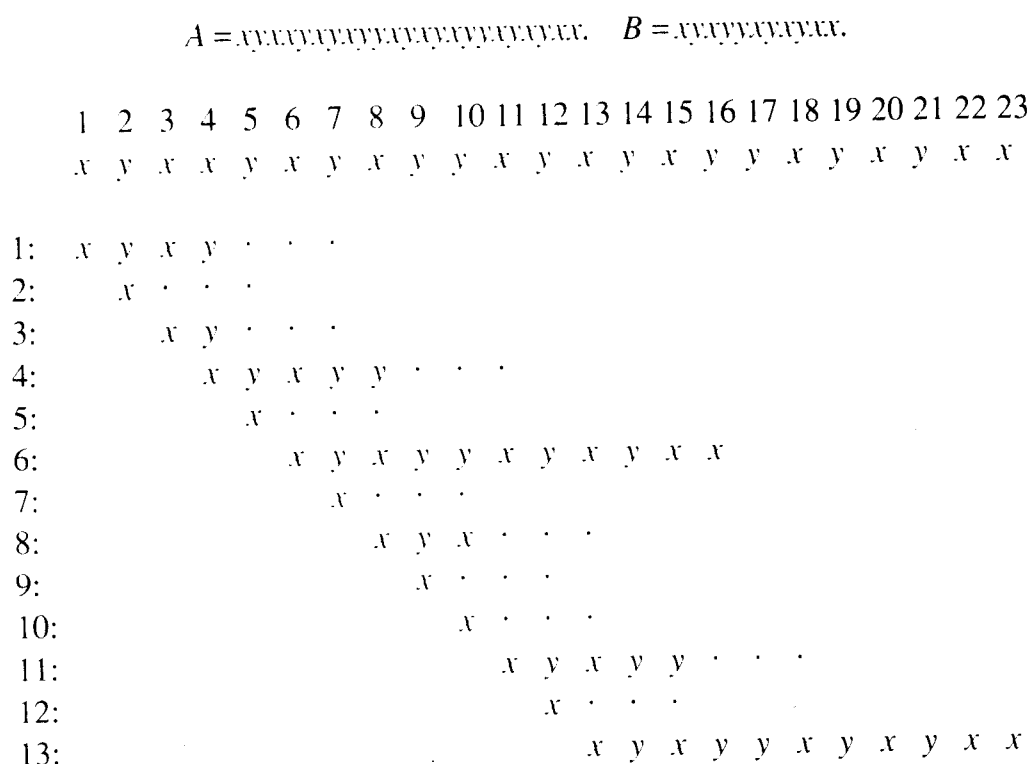 A = xyxxyxyxyyxyxyxyyxyxyxx. B = xyxyyxyxyxx.
1 2 3 4 5 6 7 8 9 10 11 12 13 14 15 16 17 18 19 20 21 22 23
x y x x y x y x y y x y x y x y y x y x y x x
1: x y x y · · ·
2: x · · ·
3: x y · · ·
4: x y x y y · · ·
5: x · · ·
6: x y x y y x y x y x x
7: x · · ·
8: x y x · · ·
9: x · · ·
10: x · · ·
11: x y x y y · · ·
12: x · · ·
13: x y x y y x y x y x x